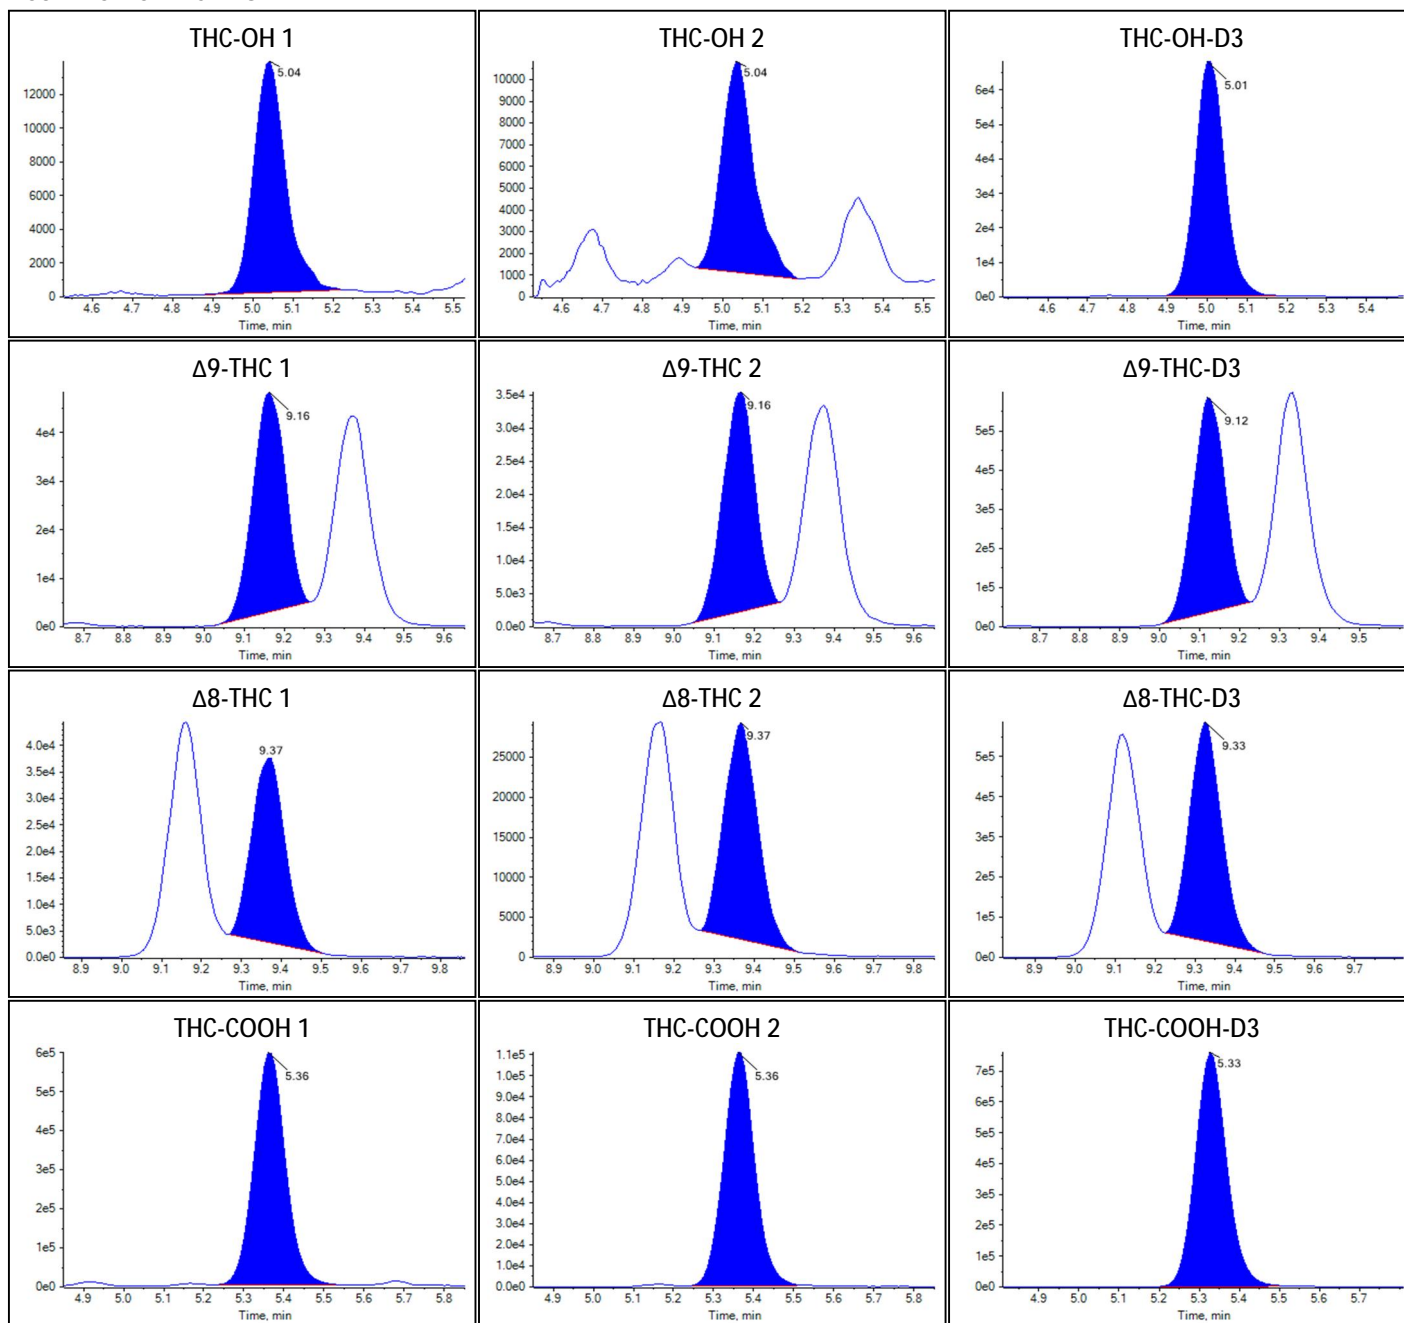 THC-OH 1
5.04
12000
10000
8000
6000
4000
2000
0
4.6 4.7 4.8 4.9 5.0 5.1 5.2 5.3 5.4 5.5
Time, min
THC-OH 2
5.04
10000
9000
8000
7000
6000
5000
4000
3000
2000
1000
0
4.6 4.7 4.8 4.9 5.0 5.1 5.2 5.3 5.4 5.5
Time, min
THC-OH-D3
5.01
6e4
5e4
4e4
3e4
2e4
1e4
0e0
4.6 4.7 4.8 4.9 5.0 5.1 5.2 5.3 5.4
Time, min
Δ9-THC 1
9.16
4e4
3e4
2e4
1e4
0e0
8.7 8.8 8.9 9.0 9.1 9.2 9.3 9.4 9.5 9.6
Time, min
Δ9-THC 2
9.16
3.5e4
3.0e4
2.5e4
2.0e4
1.5e4
1.0e4
5.0e3
0.0e0
8.7 8.8 8.9 9.0 9.1 9.2 9.3 9.4 9.5 9.6
Time, min
Δ9-THC-D3
9.12
5e5
4e5
3e5
2e5
1e5
0e0
8.7 8.8 8.9 9.0 9.1 9.2 9.3 9.4 9.5
Time, min
Δ8-THC 1
9.37
4.0e4
3.5e4
3.0e4
2.5e4
2.0e4
1.5e4
1.0e4
5.0e3
0.0e0
8.9 9.0 9.1 9.2 9.3 9.4 9.5 9.6 9.7 9.8
Time, min
Δ8-THC 2
9.37
25000
20000
15000
10000
5000
0
8.9 9.0 9.1 9.2 9.3 9.4 9.5 9.6 9.7 9.8
Time, min
Δ8-THC-D3
9.33
5e5
4e5
3e5
2e5
1e5
0e0
8.9 9.0 9.1 9.2 9.3 9.4 9.5 9.6 9.7
Time, min
THC-COOH 1
5.36
6e5
5e5
4e5
3e5
2e5
1e5
0e0
4.9 5.0 5.1 5.2 5.3 5.4 5.5 5.6 5.7 5.8
Time, min
THC-COOH 2
5.36
1.1e5
1.0e5
9.0e4
8.0e4
7.0e4
6.0e4
5.0e4
4.0e4
3.0e4
2.0e4
1.0e4
0.0e0
4.9 5.0 5.1 5.2 5.3 5.4 5.5 5.6 5.7 5.8
Time, min
THC-COOH-D3
5.33
7e5
6e5
5e5
4e5
3e5
2e5
1e5
0e0
4.9 5.0 5.1 5.2 5.3 5.4 5.5 5.6 5.7
Time, min